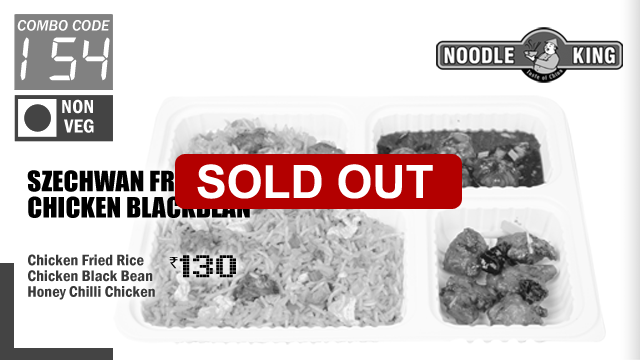 COMBO CODE
154
NON
VEG
NOODLE KING
Taste of China
SZECHWAN FR
CHICKEN BLACKBEAN
SOLD OUT
Chicken Fried Rice
Chicken Black Bean
Honey Chilli Chicken
₹130